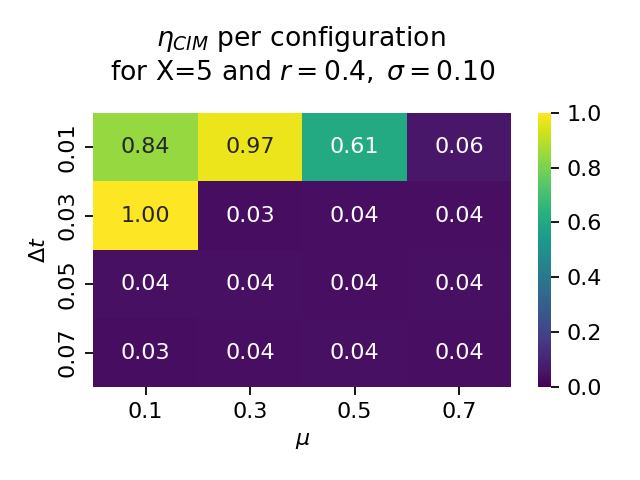 η_CIM per configuration
for X=5 and r = 0.4, σ = 0.10
Δt
0.01 0.84 0.97 0.61 0.06
0.03 1.00 0.03 0.04 0.04
0.05 0.04 0.04 0.04 0.04
0.07 0.03 0.04 0.04 0.04
0.1 0.3 0.5 0.7
μ
1.0
0.8
0.6
0.4
0.2
0.0